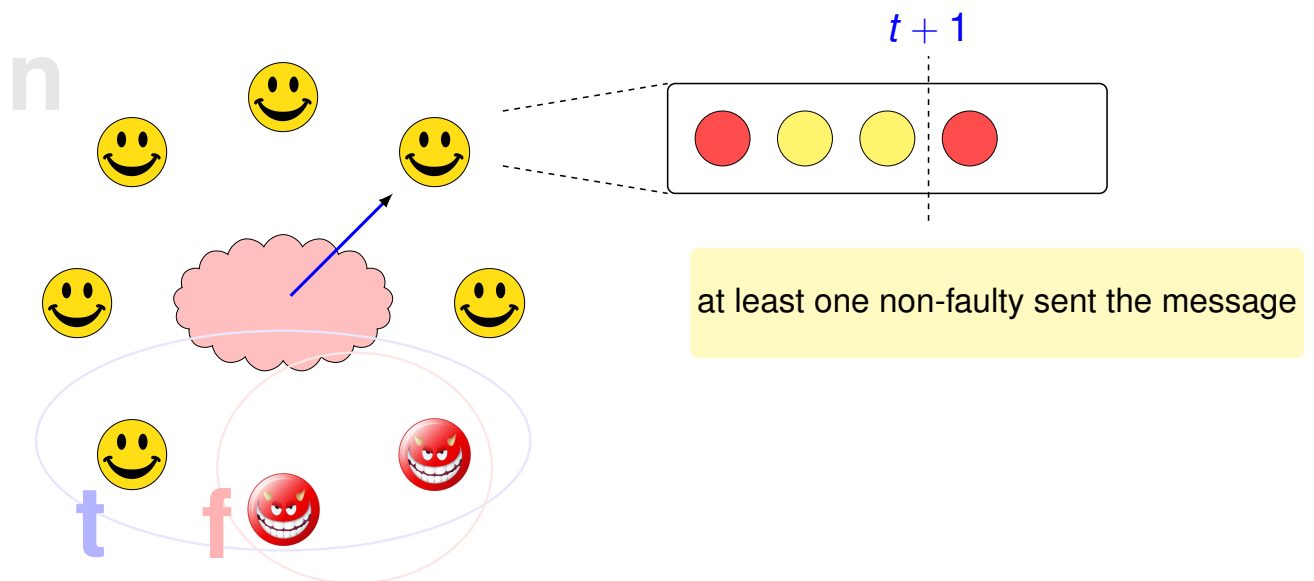 t + 1
n
at least one non-faulty sent the message
t f